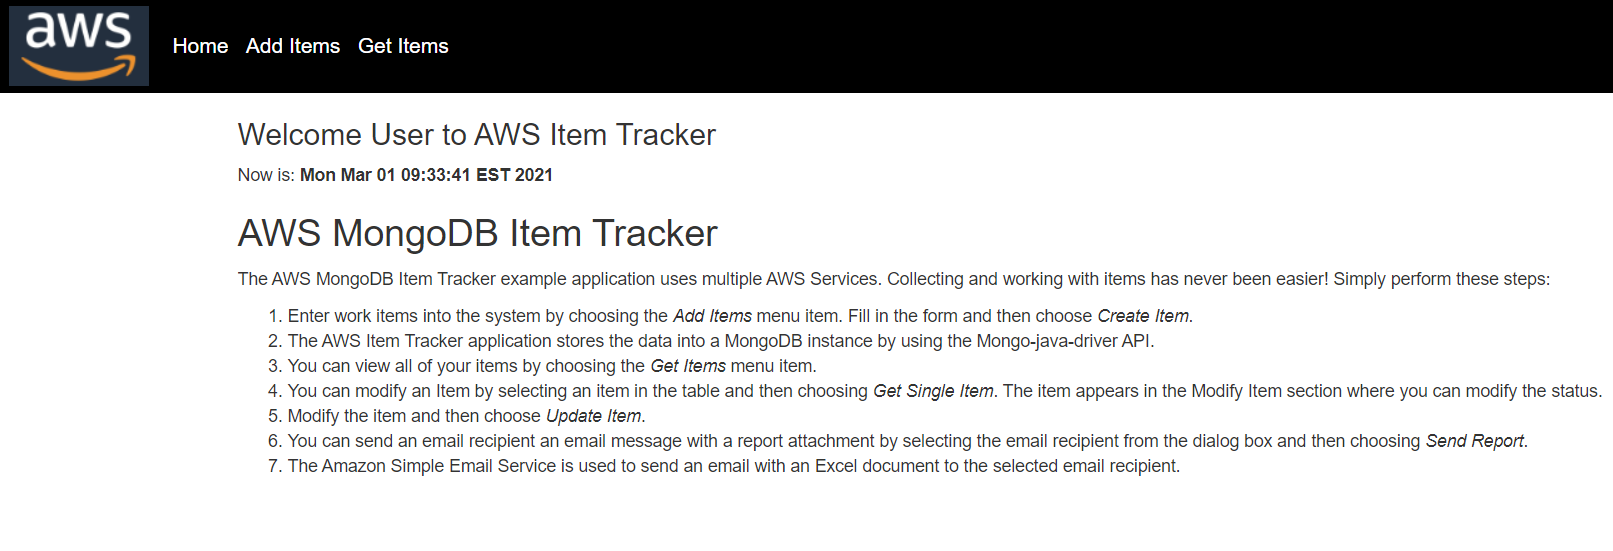 aws
Home Add Items Get Items
Welcome User to AWS Item Tracker
Now is: Mon Mar 01 09:33:41 EST 2021
AWS MongoDB Item Tracker
The AWS MongoDB Item Tracker example application uses multiple AWS Services. Collecting and working with items has never been easier! Simply perform these steps:
1. Enter work items into the system by choosing the Add Items menu item. Fill in the form and then choose Create Item.
2. The AWS Item Tracker application stores the data into a MongoDB instance by using the Mongo-java-driver API.
3. You can view all of your items by choosing the Get Items menu item.
4. You can modify an Item by selecting an item in the table and then choosing Get Single Item. The item appears in the Modify Item section where you can modify the status.
5. Modify the item and then choose Update Item.
6. You can send an email recipient an email message with a report attachment by selecting the email recipient from the dialog box and then choosing Send Report.
7. The Amazon Simple Email Service is used to send an email with an Excel document to the selected email recipient.